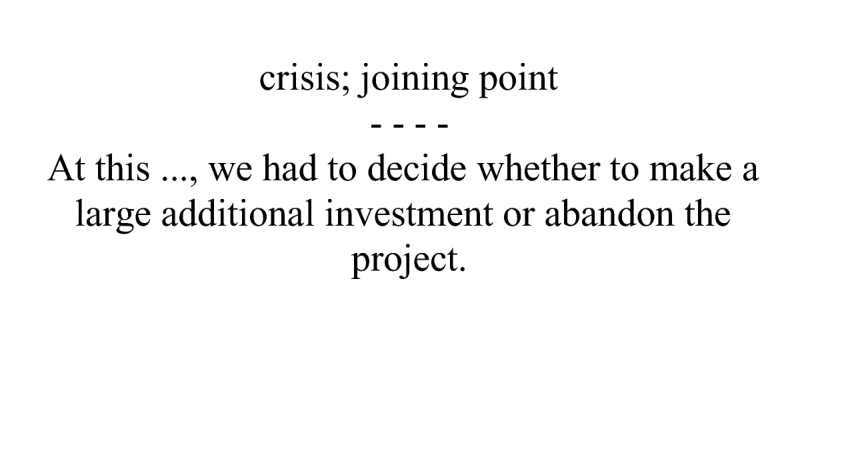 crisis; joining point
- - - -
At this ..., we had to decide whether to make a
large additional investment or abandon the
project.